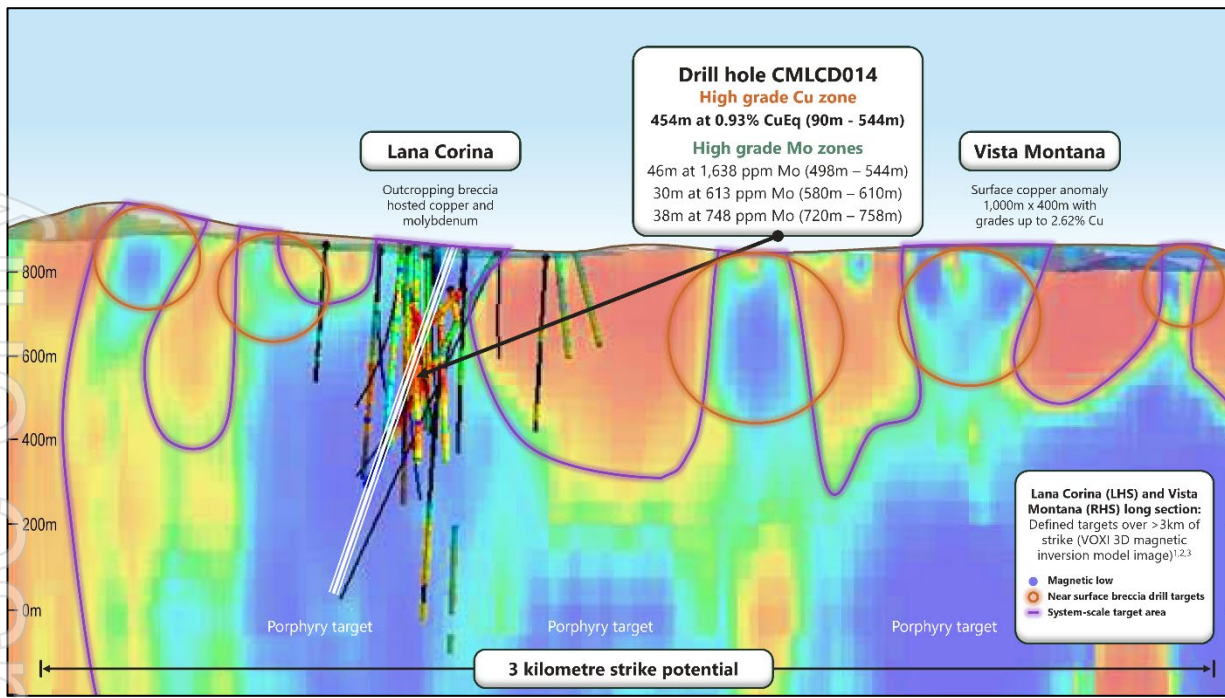 Drill hole CMLCD014
High grade Cu zone
454m at 0.93% CuEq (90m - 544m)
High grade Mo zones
46m at 1,638 ppm Mo (498m – 544m)
30m at 613 ppm Mo (580m – 610m)
38m at 748 ppm Mo (720m – 758m)
Lana Corina
Outcropping breccia
hosted copper and
molybdenum
Vista Montana
Surface copper anomaly
1,000m x 400m with
grades up to 2.62% Cu
800m
600m
400m
200m
0m
Lana Corina (LHS) and Vista
Montana (RHS) long section:
Defined targets over >3km of
strike (VOXI 3D magnetic
inversion model image)1,2,3
Magnetic low
Near surface breccia drill targets
System-scale target area
Porphyry target
Porphyry target
Porphyry target
3 kilometre strike potential